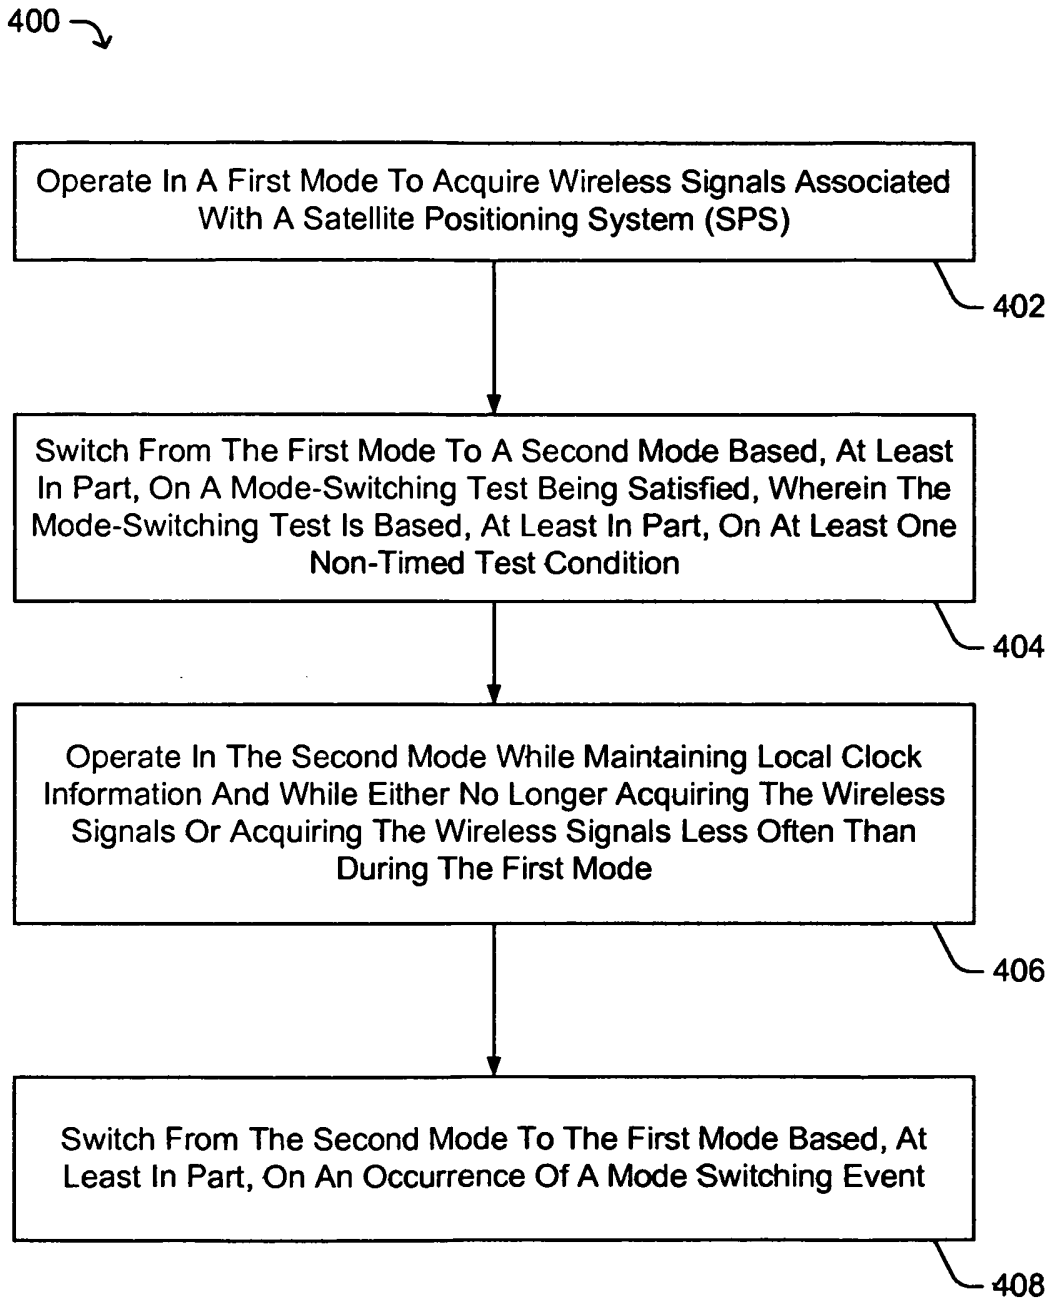 400
Operate In A First Mode To Acquire Wireless Signals Associated
With A Satellite Positioning System (SPS)
402
Switch From The First Mode To A Second Mode Based, At Least
In Part, On A Mode-Switching Test Being Satisfied, Wherein The
Mode-Switching Test Is Based, At Least In Part, On At Least One
Non-Timed Test Condition
404
Operate In The Second Mode While Maintaining Local Clock
Information And While Either No Longer Acquiring The Wireless
Signals Or Acquiring The Wireless Signals Less Often Than
During The First Mode
406
Switch From The Second Mode To The First Mode Based, At
Least In Part, On An Occurrence Of A Mode Switching Event
408